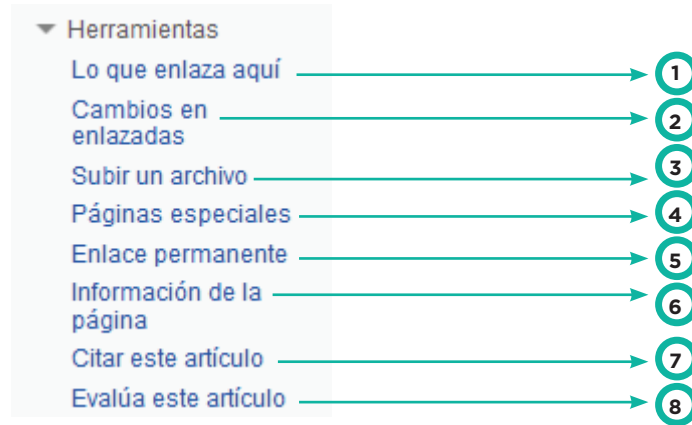 Herramientas
Lo que enlaza aquí
1
Cambios en
enlazadas
2
Subir un archivo
3
Páginas especiales
4
Enlace permanente
5
Información de la
página
6
Citar este artículo
7
Evalúa este artículo
8